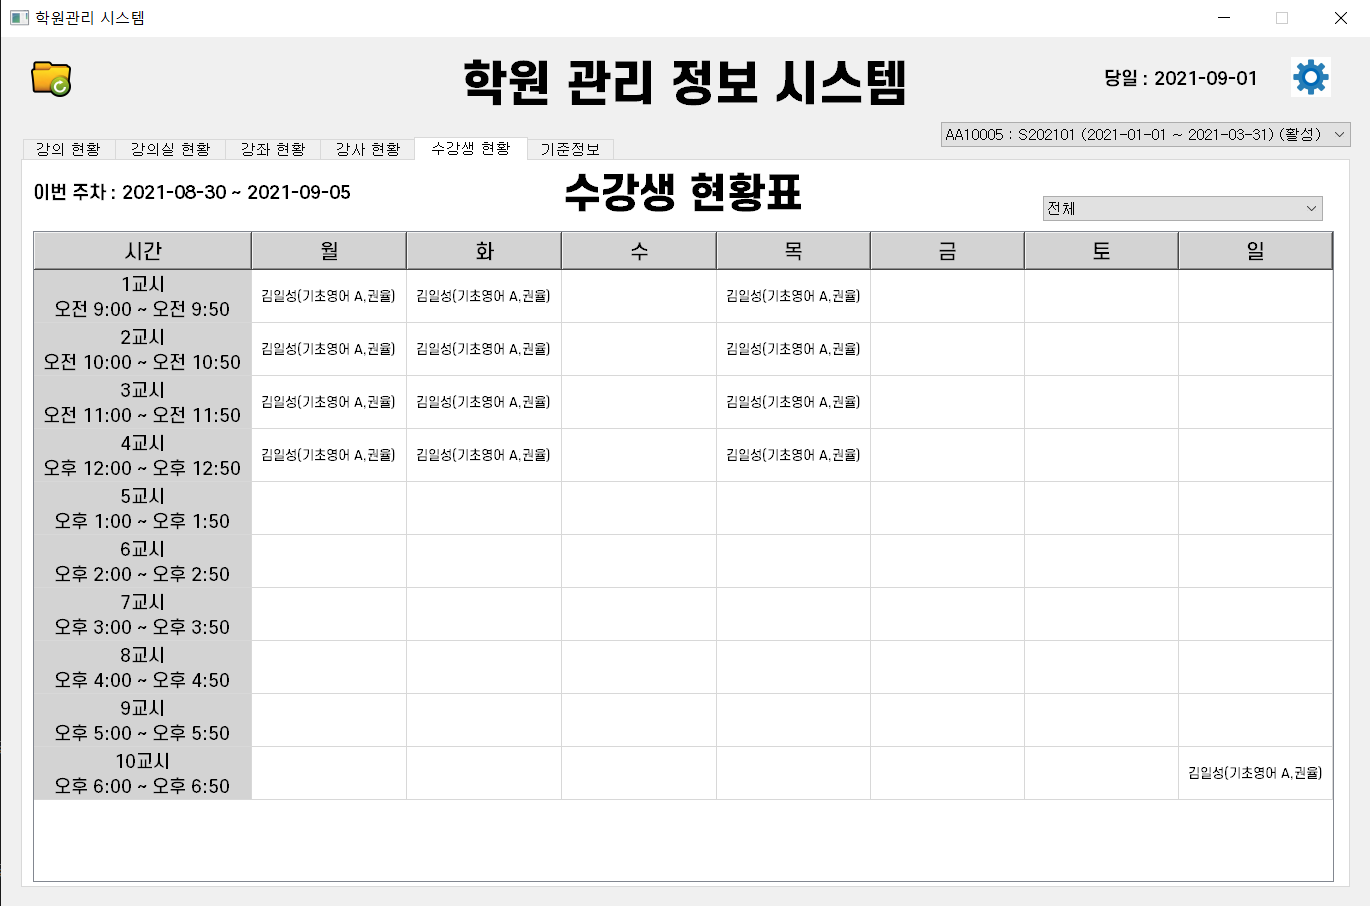 학원관리 시스템
학원 관리 정보 시스템
당일 : 2021-09-01
AA10005 : S202101 (2021-01-01 ~ 2021-03-31) (활성)
강의 현황 강의실 현황 강좌 현황 강사 현황 수강생 현황 기준정보
이번 주차 : 2021-08-30 ~ 2021-09-05
수강생 현황표
전체
시간 월 화 수 목 금 토 일
1교시
오전 9:00 ~ 오전 9:50
김일성(기초영어 A,권율) 김일성(기초영어 A,권율) 김일성(기초영어 A,권율)
2교시
오전 10:00 ~ 오전 10:50
김일성(기초영어 A,권율) 김일성(기초영어 A,권율) 김일성(기초영어 A,권율)
3교시
오전 11:00 ~ 오전 11:50
김일성(기초영어 A,권율) 김일성(기초영어 A,권율) 김일성(기초영어 A,권율)
4교시
오후 12:00 ~ 오후 12:50
김일성(기초영어 A,권율) 김일성(기초영어 A,권율) 김일성(기초영어 A,권율)
5교시
오후 1:00 ~ 오후 1:50
6교시
오후 2:00 ~ 오후 2:50
7교시
오후 3:00 ~ 오후 3:50
8교시
오후 4:00 ~ 오후 4:50
9교시
오후 5:00 ~ 오후 5:50
10교시
오후 6:00 ~ 오후 6:50
김일성(기초영어 A,권율)